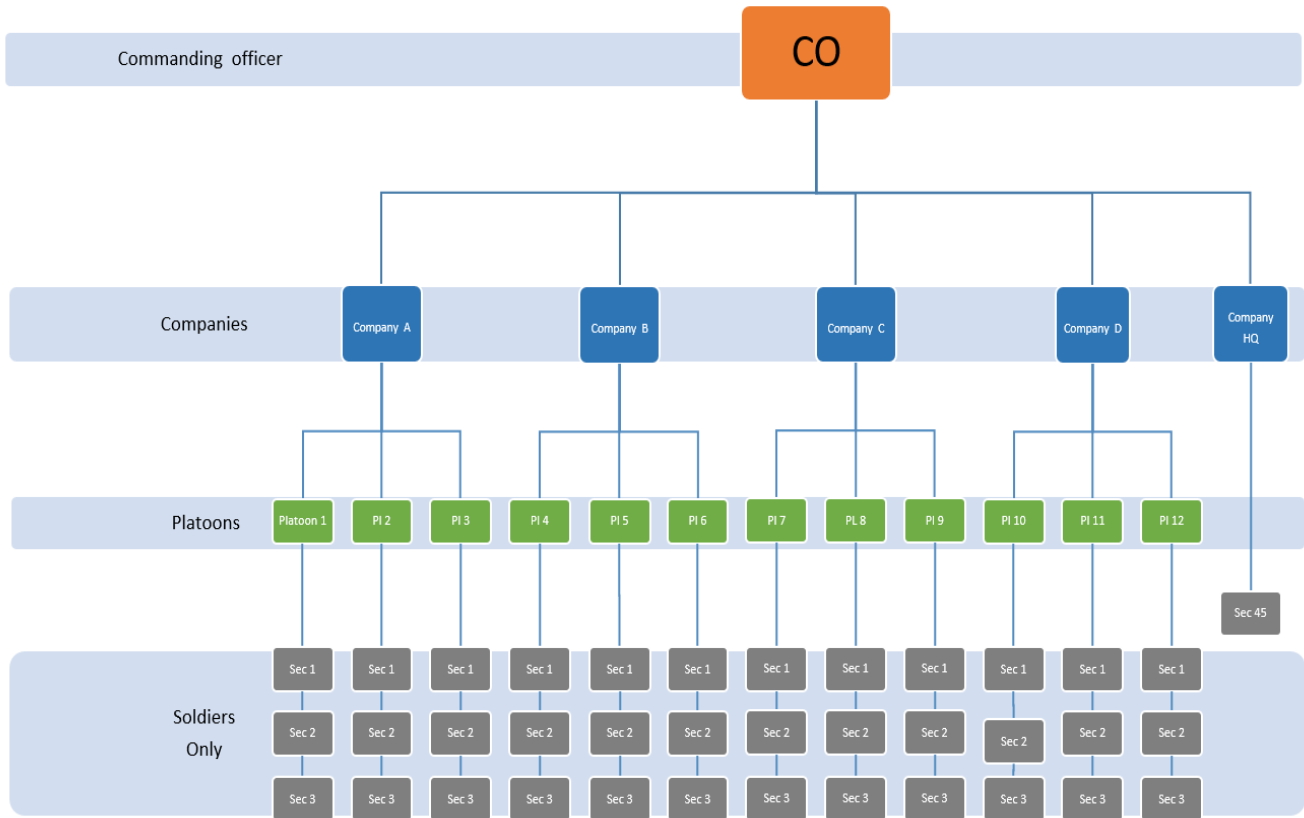 Commanding officer
CO
Companies
Company A
Company B
Company C
Company D
Company
HQ
Platoons
Platoon 1
Pl 2
Pl 3
Pl 4
Pl 5
Pl 6
Pl 7
PL 8
Pl 9
Pl 10
Pl 11
Pl 12
Sec 45
Soldiers
Only
Sec 1
Sec 1
Sec 1
Sec 1
Sec 1
Sec 1
Sec 1
Sec 1
Sec 1
Sec 1
Sec 1
Sec 1
Sec 2
Sec 2
Sec 2
Sec 2
Sec 2
Sec 2
Sec 2
Sec 2
Sec 2
Sec 2
Sec 2
Sec 2
Sec 3
Sec 3
Sec 3
Sec 3
Sec 3
Sec 3
Sec 3
Sec 3
Sec 3
Sec 3
Sec 3
Sec 3